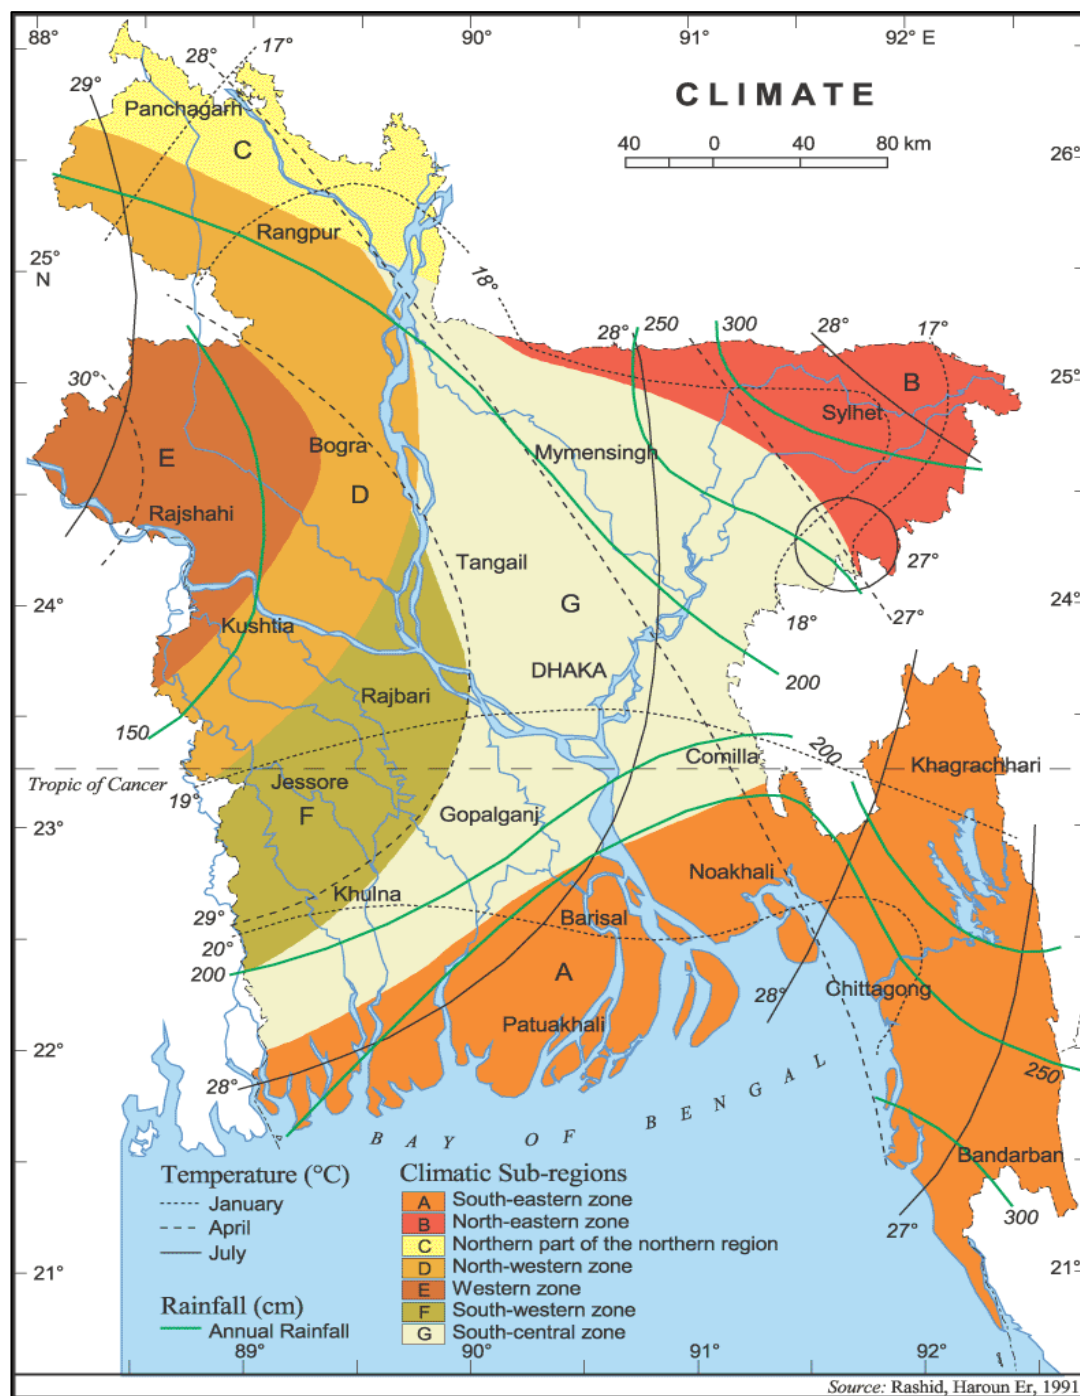 88° 90° 91° 92° E
CLIMATE
40 0 40 80 km
17°
28°
29°
Panchagarh
C
26°
Rangpur
25°
N
18°
28°
250
300
28°
17°
25°
B
Sylhet
30°
E
Bogra
D
Mymensingh
Rajshahi
Tangail
27°
24°
G
24°
18°
27°
Kushtia
DHAKA
200
Rajbari
150
Tropic of Cancer
19°
Jessore
Comilla
200
Khagrachhari
F
Gopalganj
23°
Noakhali
Khulna
29°
20°
200
Barisal
A
28°
Chittagong
Patuakhali
22°
28°
BAY OF BENGAL
250
Bandarban
300
27°
Temperature (°C)
January
April
July
Rainfall (cm)
Annual Rainfall
Climatic Sub-regions
A South-eastern zone
B North-eastern zone
C Northern part of the northern region
D North-western zone
E Western zone
F South-western zone
G South-central zone
21°
21°
89° 90° 91° 92°
Source: Rashid, Haroun Er, 1991